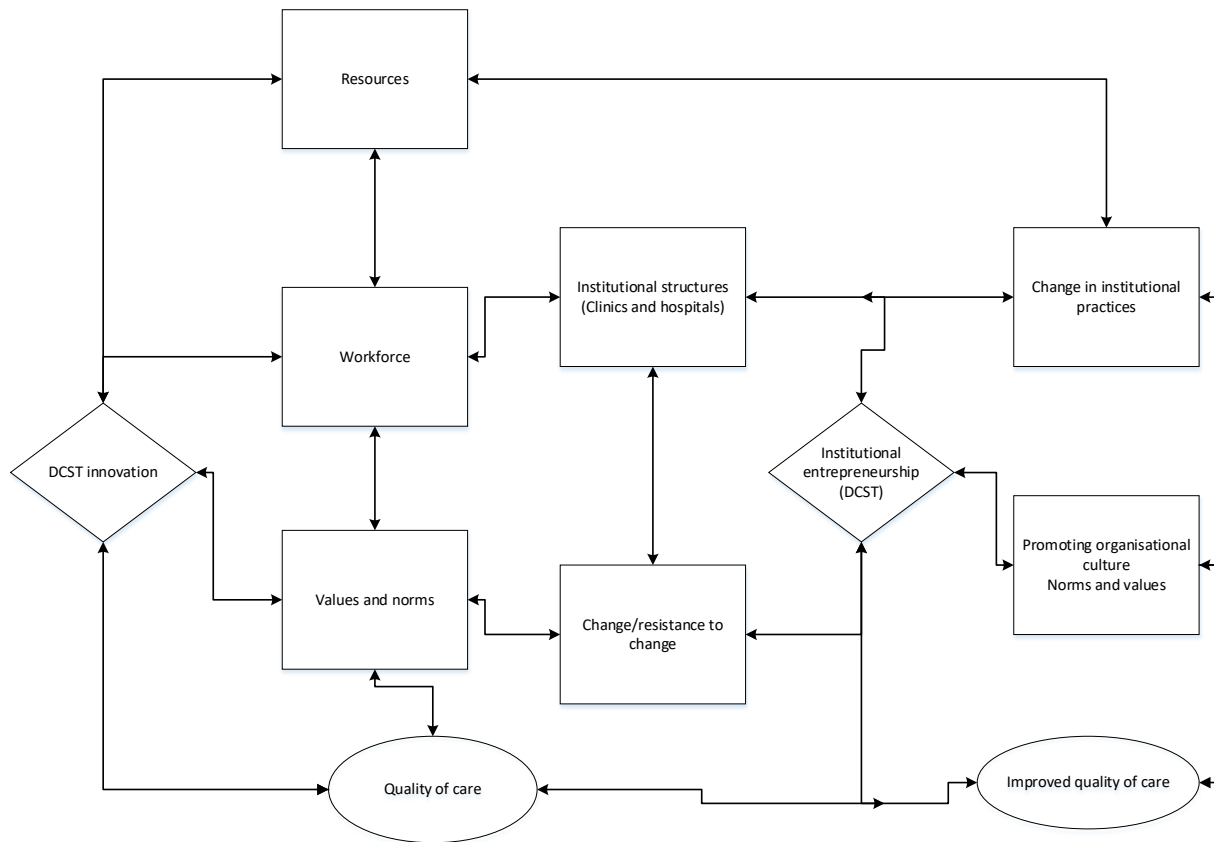 Resources
Institutional structures
(Clinics and hospitals)
Change in institutional
practices
Workforce
DCST innovation
Institutional
entrepreneurship
(DCST)
Promoting organisational
culture
Norms and values
Values and norms
Change/resistance to
change
Quality of care
Improved quality of care